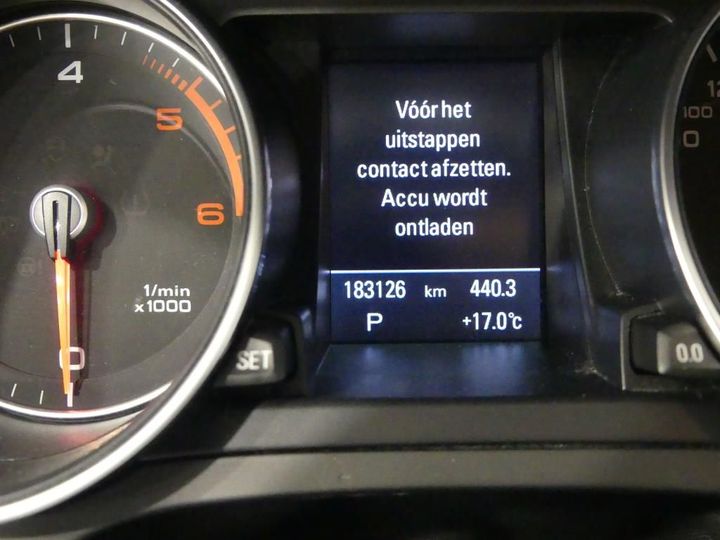 4
5
6
1/min
x1000
0
SET
Vóór het
uitstappen
contact afzetten.
Accu wordt
ontladen
183126 km 440.3
P +17.0°C
100
0
0.0